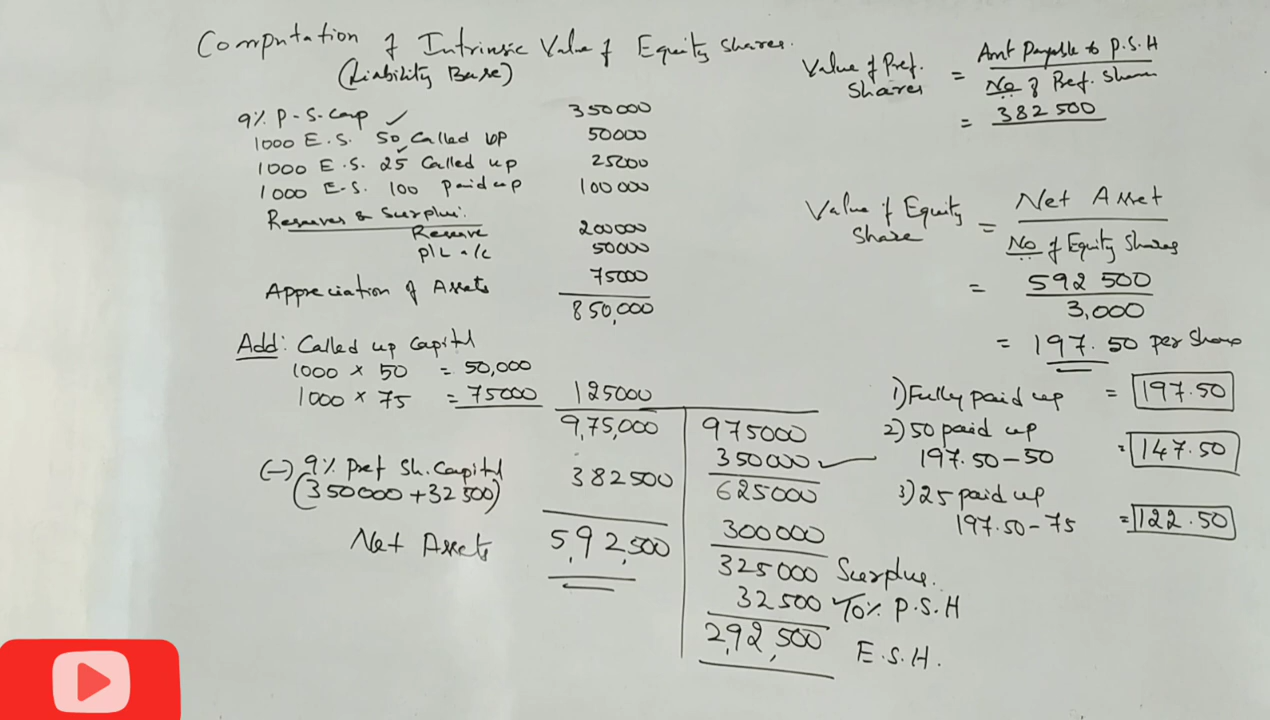 Computation of Intrinsic Value of Equity Shares.
(Liability Base)
9% P-S. Cap 350000
1000 E.S. 50 Called up 50000
1000 E.S. 25 Called up 25000
1000 E.S. 100 Paid up 100000
Reserves & Surplus:
Reserve 200000
P/L a/c 50000
Appreciation of Assets 75000
850,000
Add: Called up Capital
1000 × 50 = 50,000
1000 × 75 = 75000 125000
9,75,000
(-) 9% Pref Sh. Capital 382500
(350000 + 32500)
Net Assets 5,92,500
975000
350000
625000
300000
325000 Surplus.
32500 10% P.S.H
2,92,500 E.S.H.
Value of Pref. Shares = Amt Payable to P.S.H
No of Pref. Shares
= 382500
Value of Equity Share = Net Asset
No of Equity Shares
= 592500
3,000
= 197.50 per Share
1) Fully paid up = 197.50
2) 50 paid up
197.50 - 50 = 147.50
3) 25 paid up
197.50 - 75 = 122.50